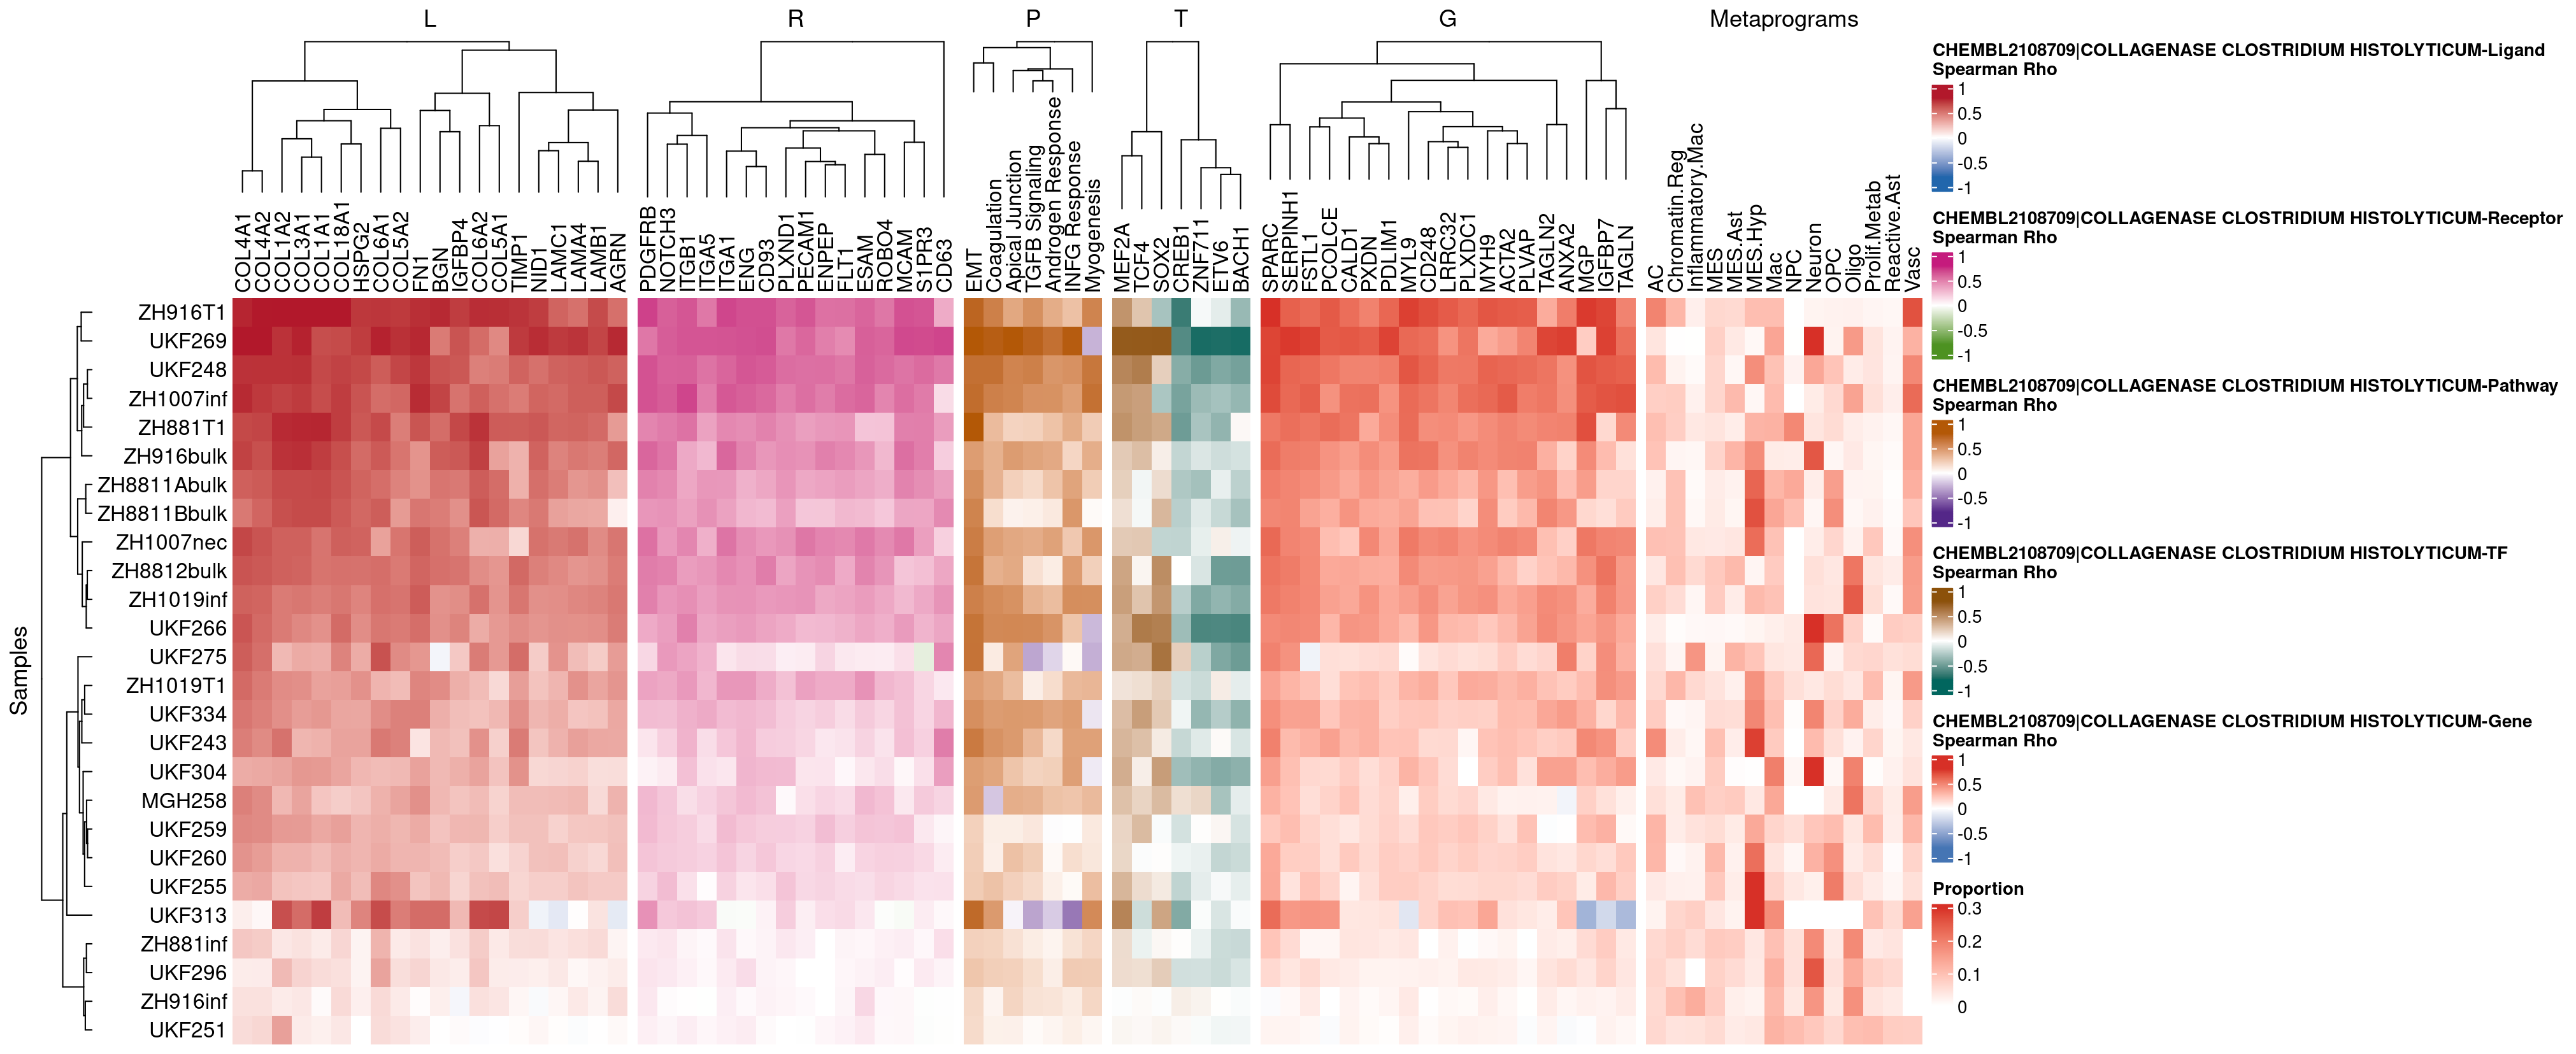 L R P T G Metaprograms
COL4A1 COL4A2 COL1A2 COL3A1 COL1A1 COL18A1 HSPG2 COL6A1 COL5A2 FN1 BGN IGFBP4 COL6A2 COL5A1 TIMP1 NID1 LAMC1 LAMA4 LAMB1 AGRN
PDGFRB NOTCH3 ITGB1 ITGA5 ITGA1 ENG CD93 PLXND1 PECAM1 ENPEP FLT1 ESAM ROBO4 MCAM S1PR3 CD63
EMT Coagulation Apical Junction TGFB Signaling Androgen Response INFG Response Myogenesis
MEF2A TCF4 SOX2 CREB1 ZNF711 ETV6 BACH1
SPARC SERPINH1 FSTL1 PCOLCE CALD1 PXDN PDLIM1 MYL9 CD248 LRRC32 PLXDC1 MYH9 ACTA2 PLVAP TAGLN2 ANXA2 MGP IGFBP7 TAGLN
AC Chromatin.Reg Inflammatory.Mac MES MES.Ast MES.Hyp Mac NPC Neuron OPC Oligo Prolif.Metab Reactive.Ast Vasc
Samples
ZH916T1
UKF269
UKF248
ZH1007inf
ZH881T1
ZH916bulk
ZH8811Abulk
ZH8811Bbulk
ZH1007nec
ZH8812bulk
ZH1019inf
UKF266
UKF275
ZH1019T1
UKF334
UKF243
UKF304
MGH258
UKF259
UKF260
UKF255
UKF313
ZH881inf
UKF296
ZH916inf
UKF251
CHEMBL2108709|COLLAGENASE CLOSTRIDIUM HISTOLYTICUM-Ligand
Spearman Rho
1
0.5
0
-0.5
-1
CHEMBL2108709|COLLAGENASE CLOSTRIDIUM HISTOLYTICUM-Receptor
Spearman Rho
1
0.5
0
-0.5
-1
CHEMBL2108709|COLLAGENASE CLOSTRIDIUM HISTOLYTICUM-Pathway
Spearman Rho
1
0.5
0
-0.5
-1
CHEMBL2108709|COLLAGENASE CLOSTRIDIUM HISTOLYTICUM-TF
Spearman Rho
1
0.5
0
-0.5
-1
CHEMBL2108709|COLLAGENASE CLOSTRIDIUM HISTOLYTICUM-Gene
Spearman Rho
1
0.5
0
-0.5
-1
Proportion
0.3
0.2
0.1
0